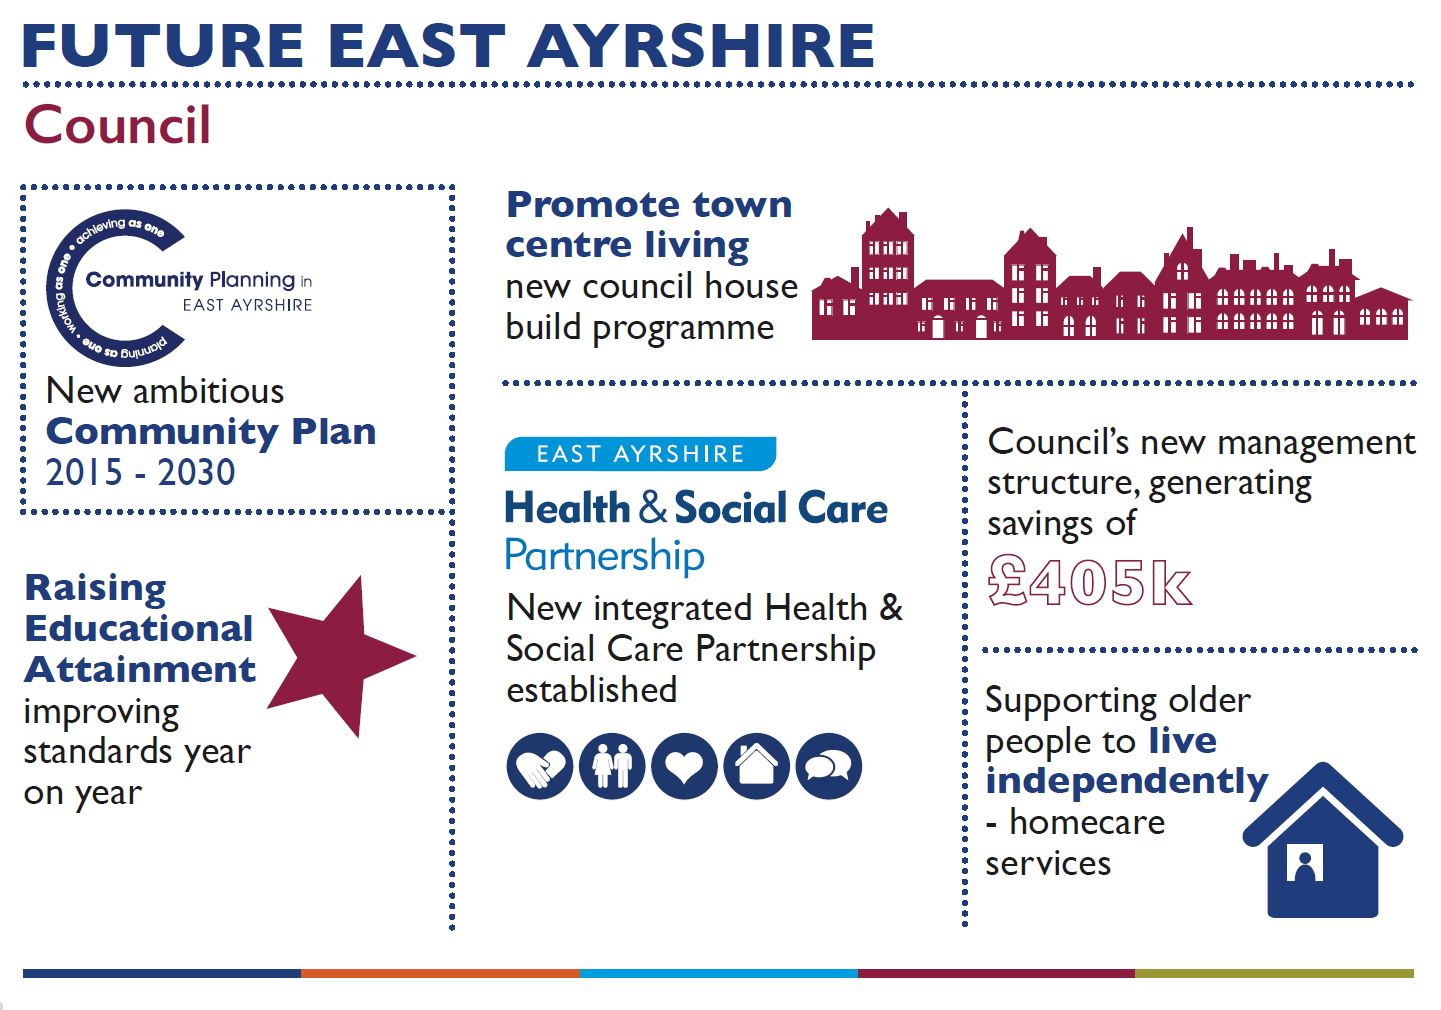 FUTURE EAST AYRSHIRE
Council
working as one • achieving as one
planning as one •
Community Planning in
EAST AYRSHIRE
New ambitious
Community Plan
2015 - 2030
Raising
Educational
Attainment
improving
standards year
on year
Promote town
centre living
new council house
build programme
EAST AYRSHIRE
Health & Social Care
Partnership
New integrated Health &
Social Care Partnership
established
Council's new management
structure, generating
savings of
£405k
Supporting older
people to live
independently
- homecare
services